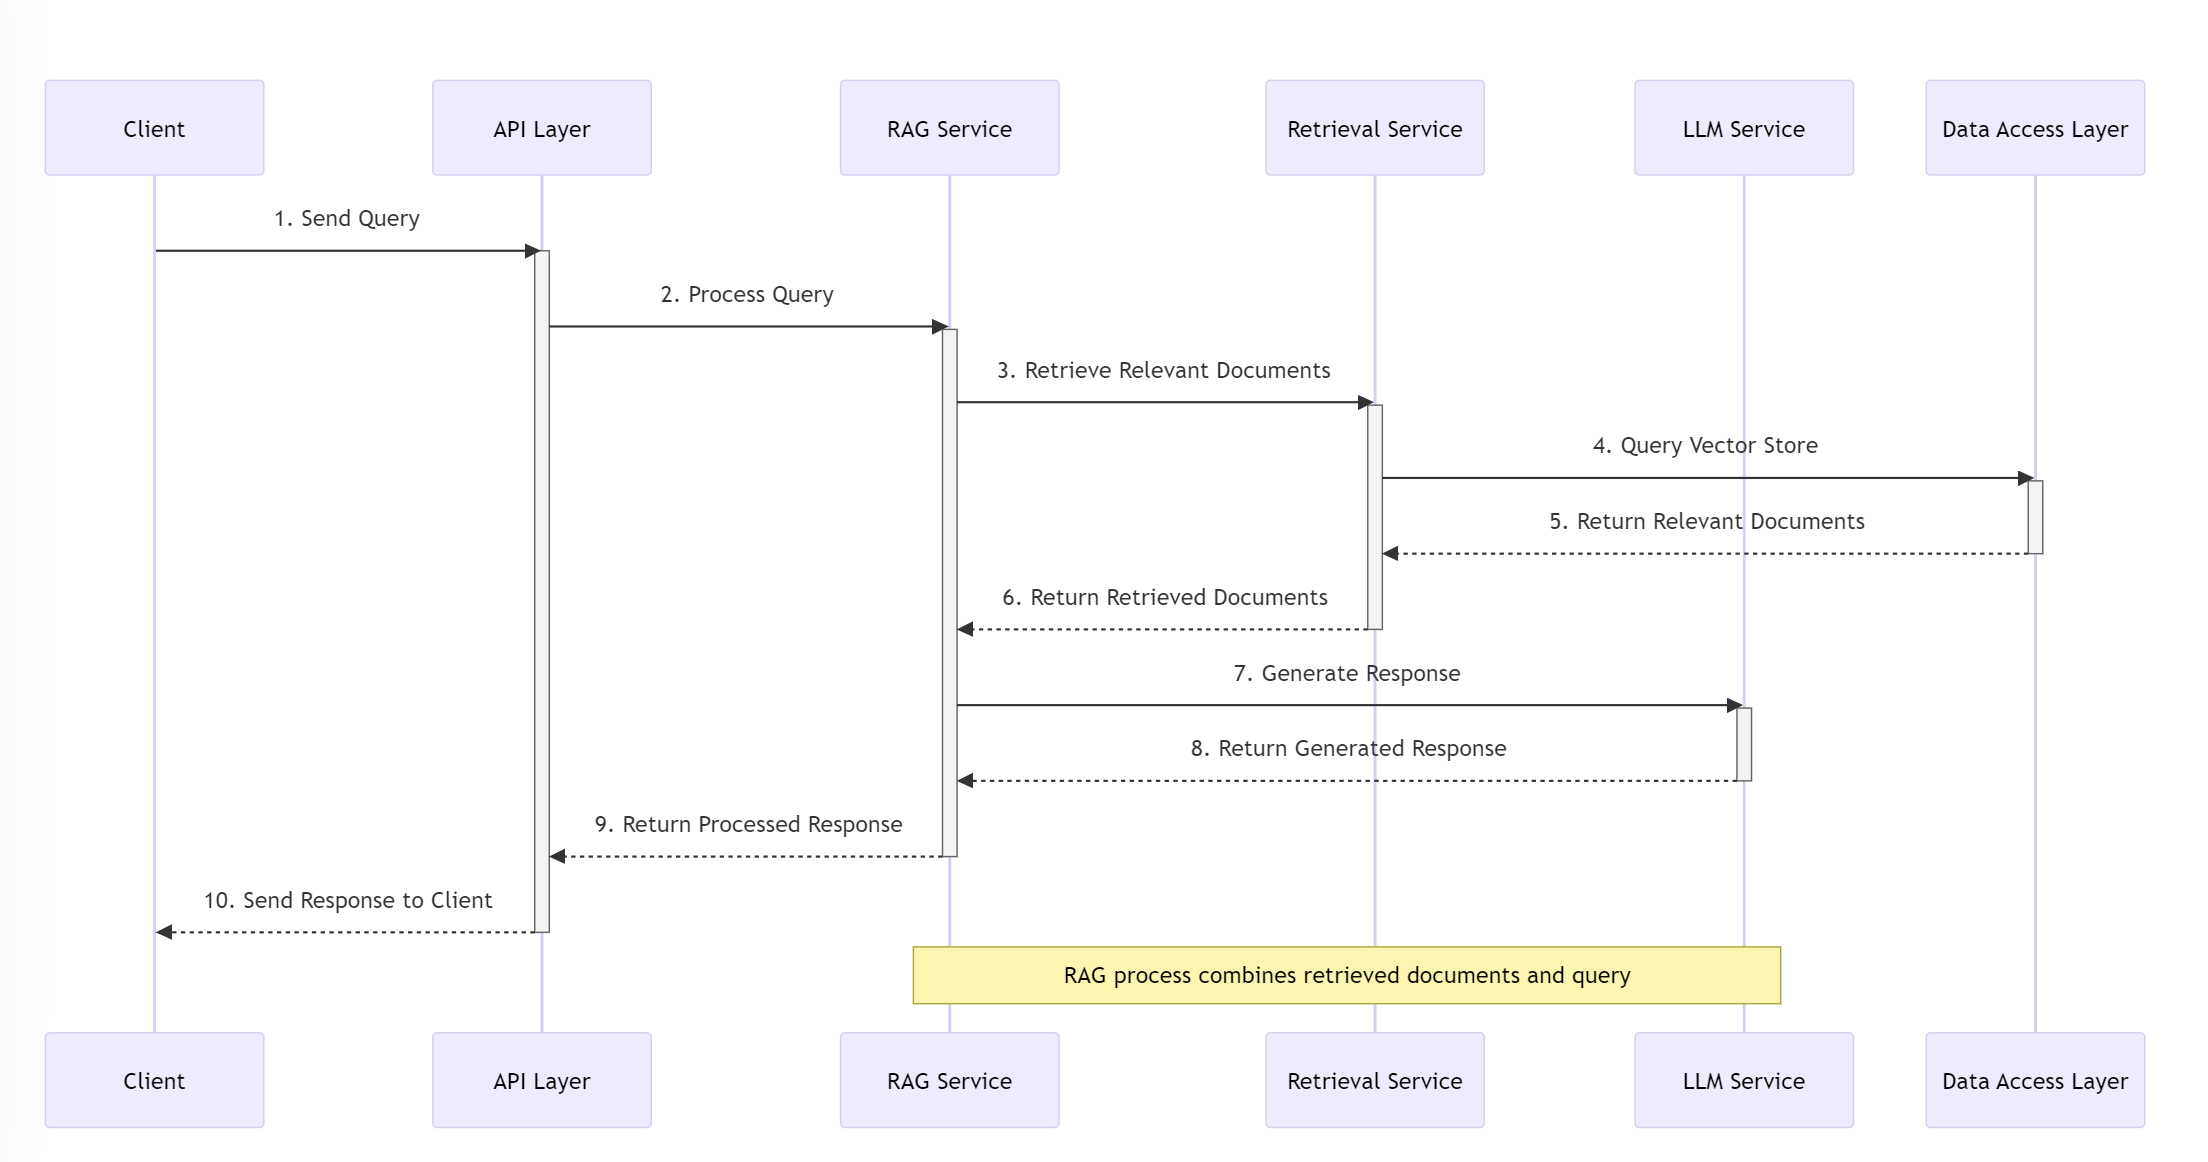 Client
API Layer
RAG Service
Retrieval Service
LLM Service
Data Access Layer
1. Send Query
2. Process Query
3. Retrieve Relevant Documents
4. Query Vector Store
5. Return Relevant Documents
6. Return Retrieved Documents
7. Generate Response
8. Return Generated Response
9. Return Processed Response
10. Send Response to Client
RAG process combines retrieved documents and query
Client
API Layer
RAG Service
Retrieval Service
LLM Service
Data Access Layer